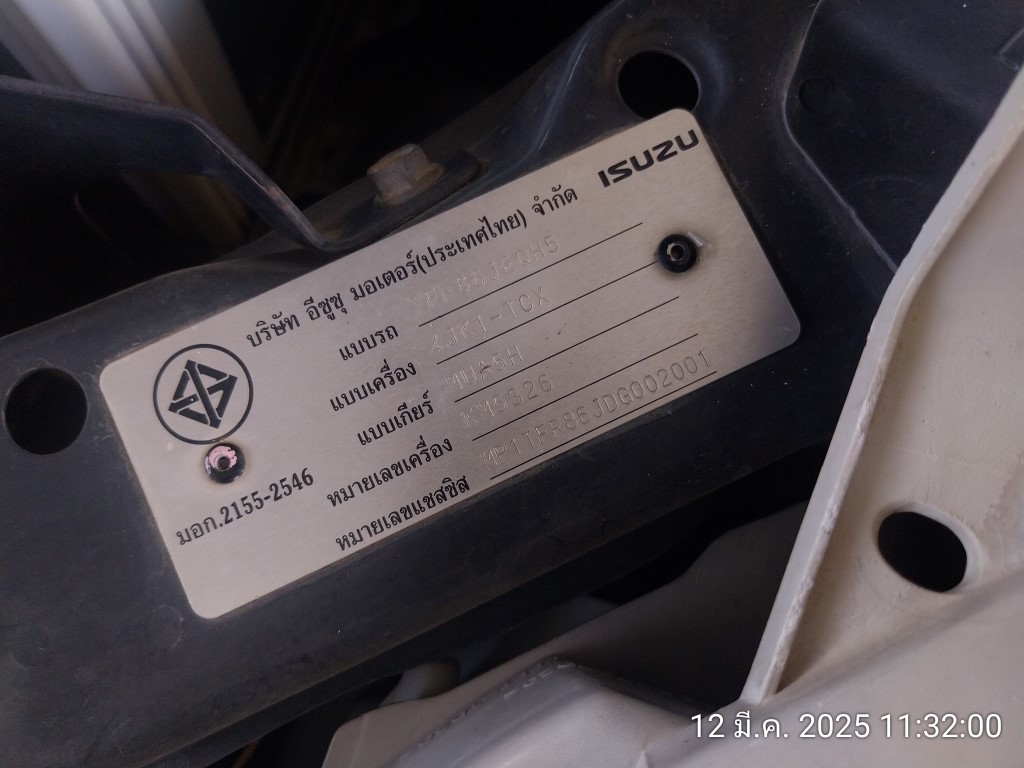 ISUZU
บริษัท อีซูซุ มอเตอร์(ประเทศไทย) จำกัด
แบบรถ
แบบเครื่อง 4JK1-TCX
แบบเกียร์ MUA5H
หมายเลขเครื่อง KM5326
หมายเลขแชสซิส MP1TFR86JDG002001
มอก.2155-2546
12 มี.ค. 2025 11:32:00